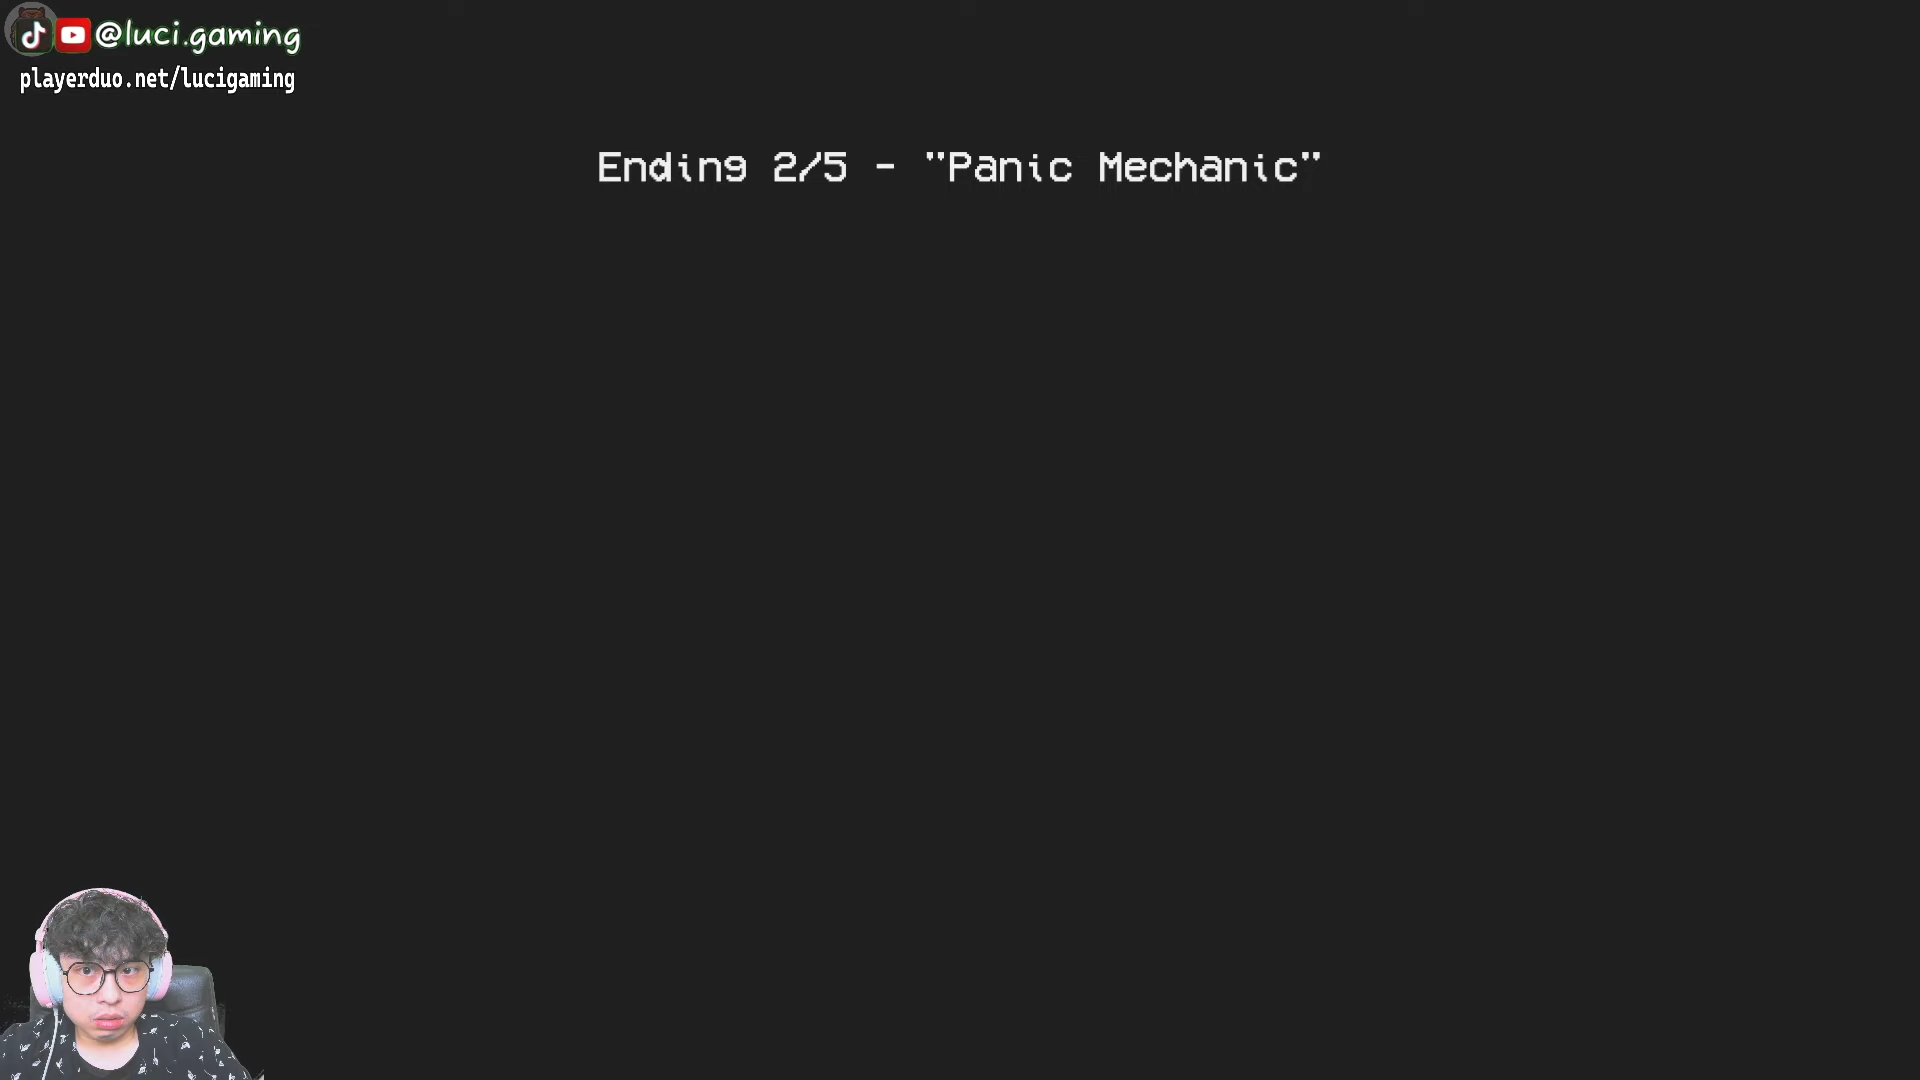 @luci.gaming
playerduo.net/lucigaming
Ending 2/5 - "Panic Mechanic"